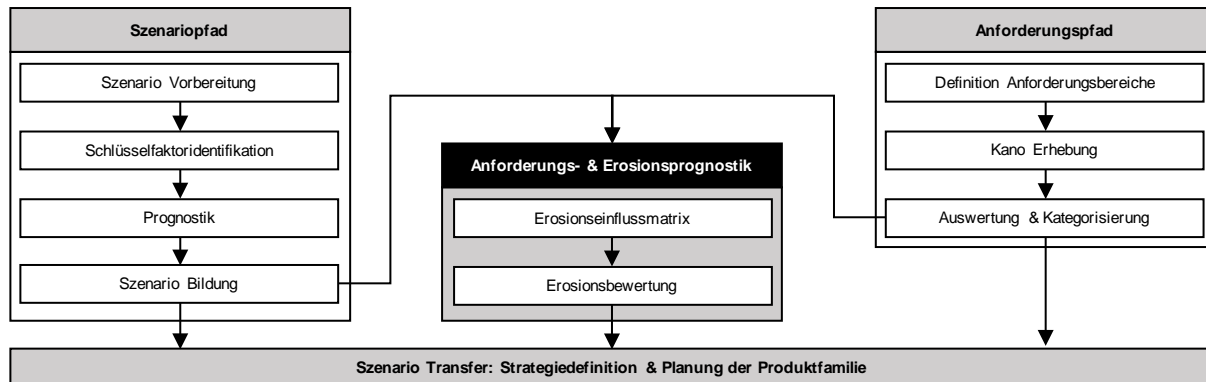 Szenariopfad
Szenario Vorbereitung
Schlüsselfaktoridentifikation
Prognostik
Szenario Bildung
Anforderungs- & Erosionsprognostik
Erosionseinflussmatrix
Erosionsbewertung
Anforderungspfad
Definition Anforderungsbereiche
Kano Erhebung
Auswertung & Kategorisierung
Szenario Transfer: Strategiedefinition & Planung der Produktfamilie